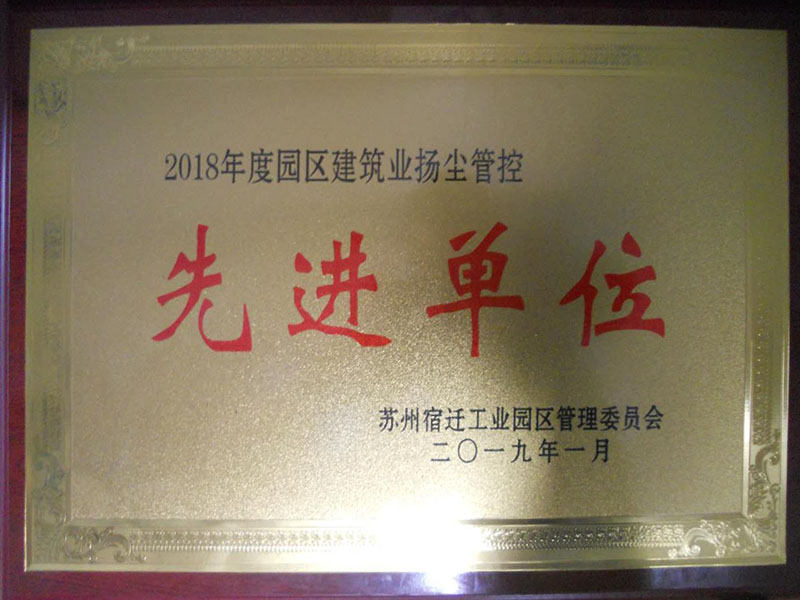 2018年度园区建筑业扬尘管控
先进单位
苏州宿迁工业园区管理委员会
二〇一九年一月